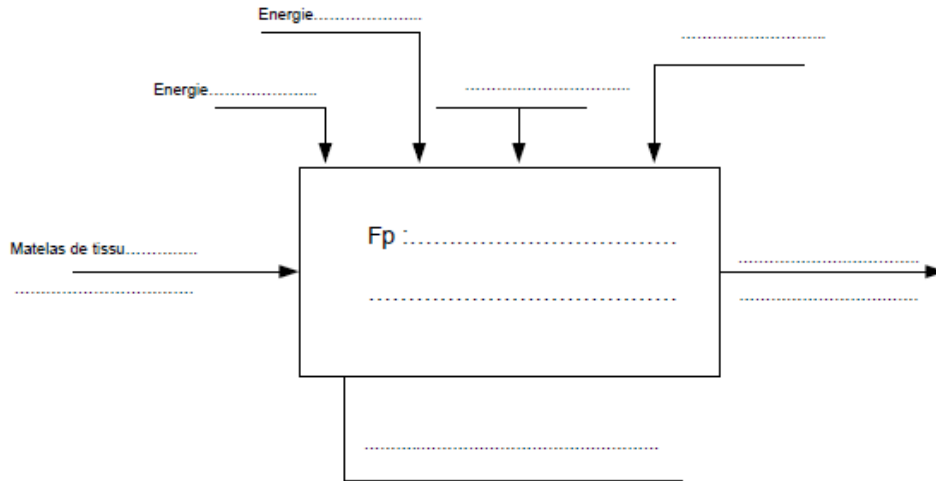 Energie......................
Energie......................
Fp :................................
Matelas de tissu..............